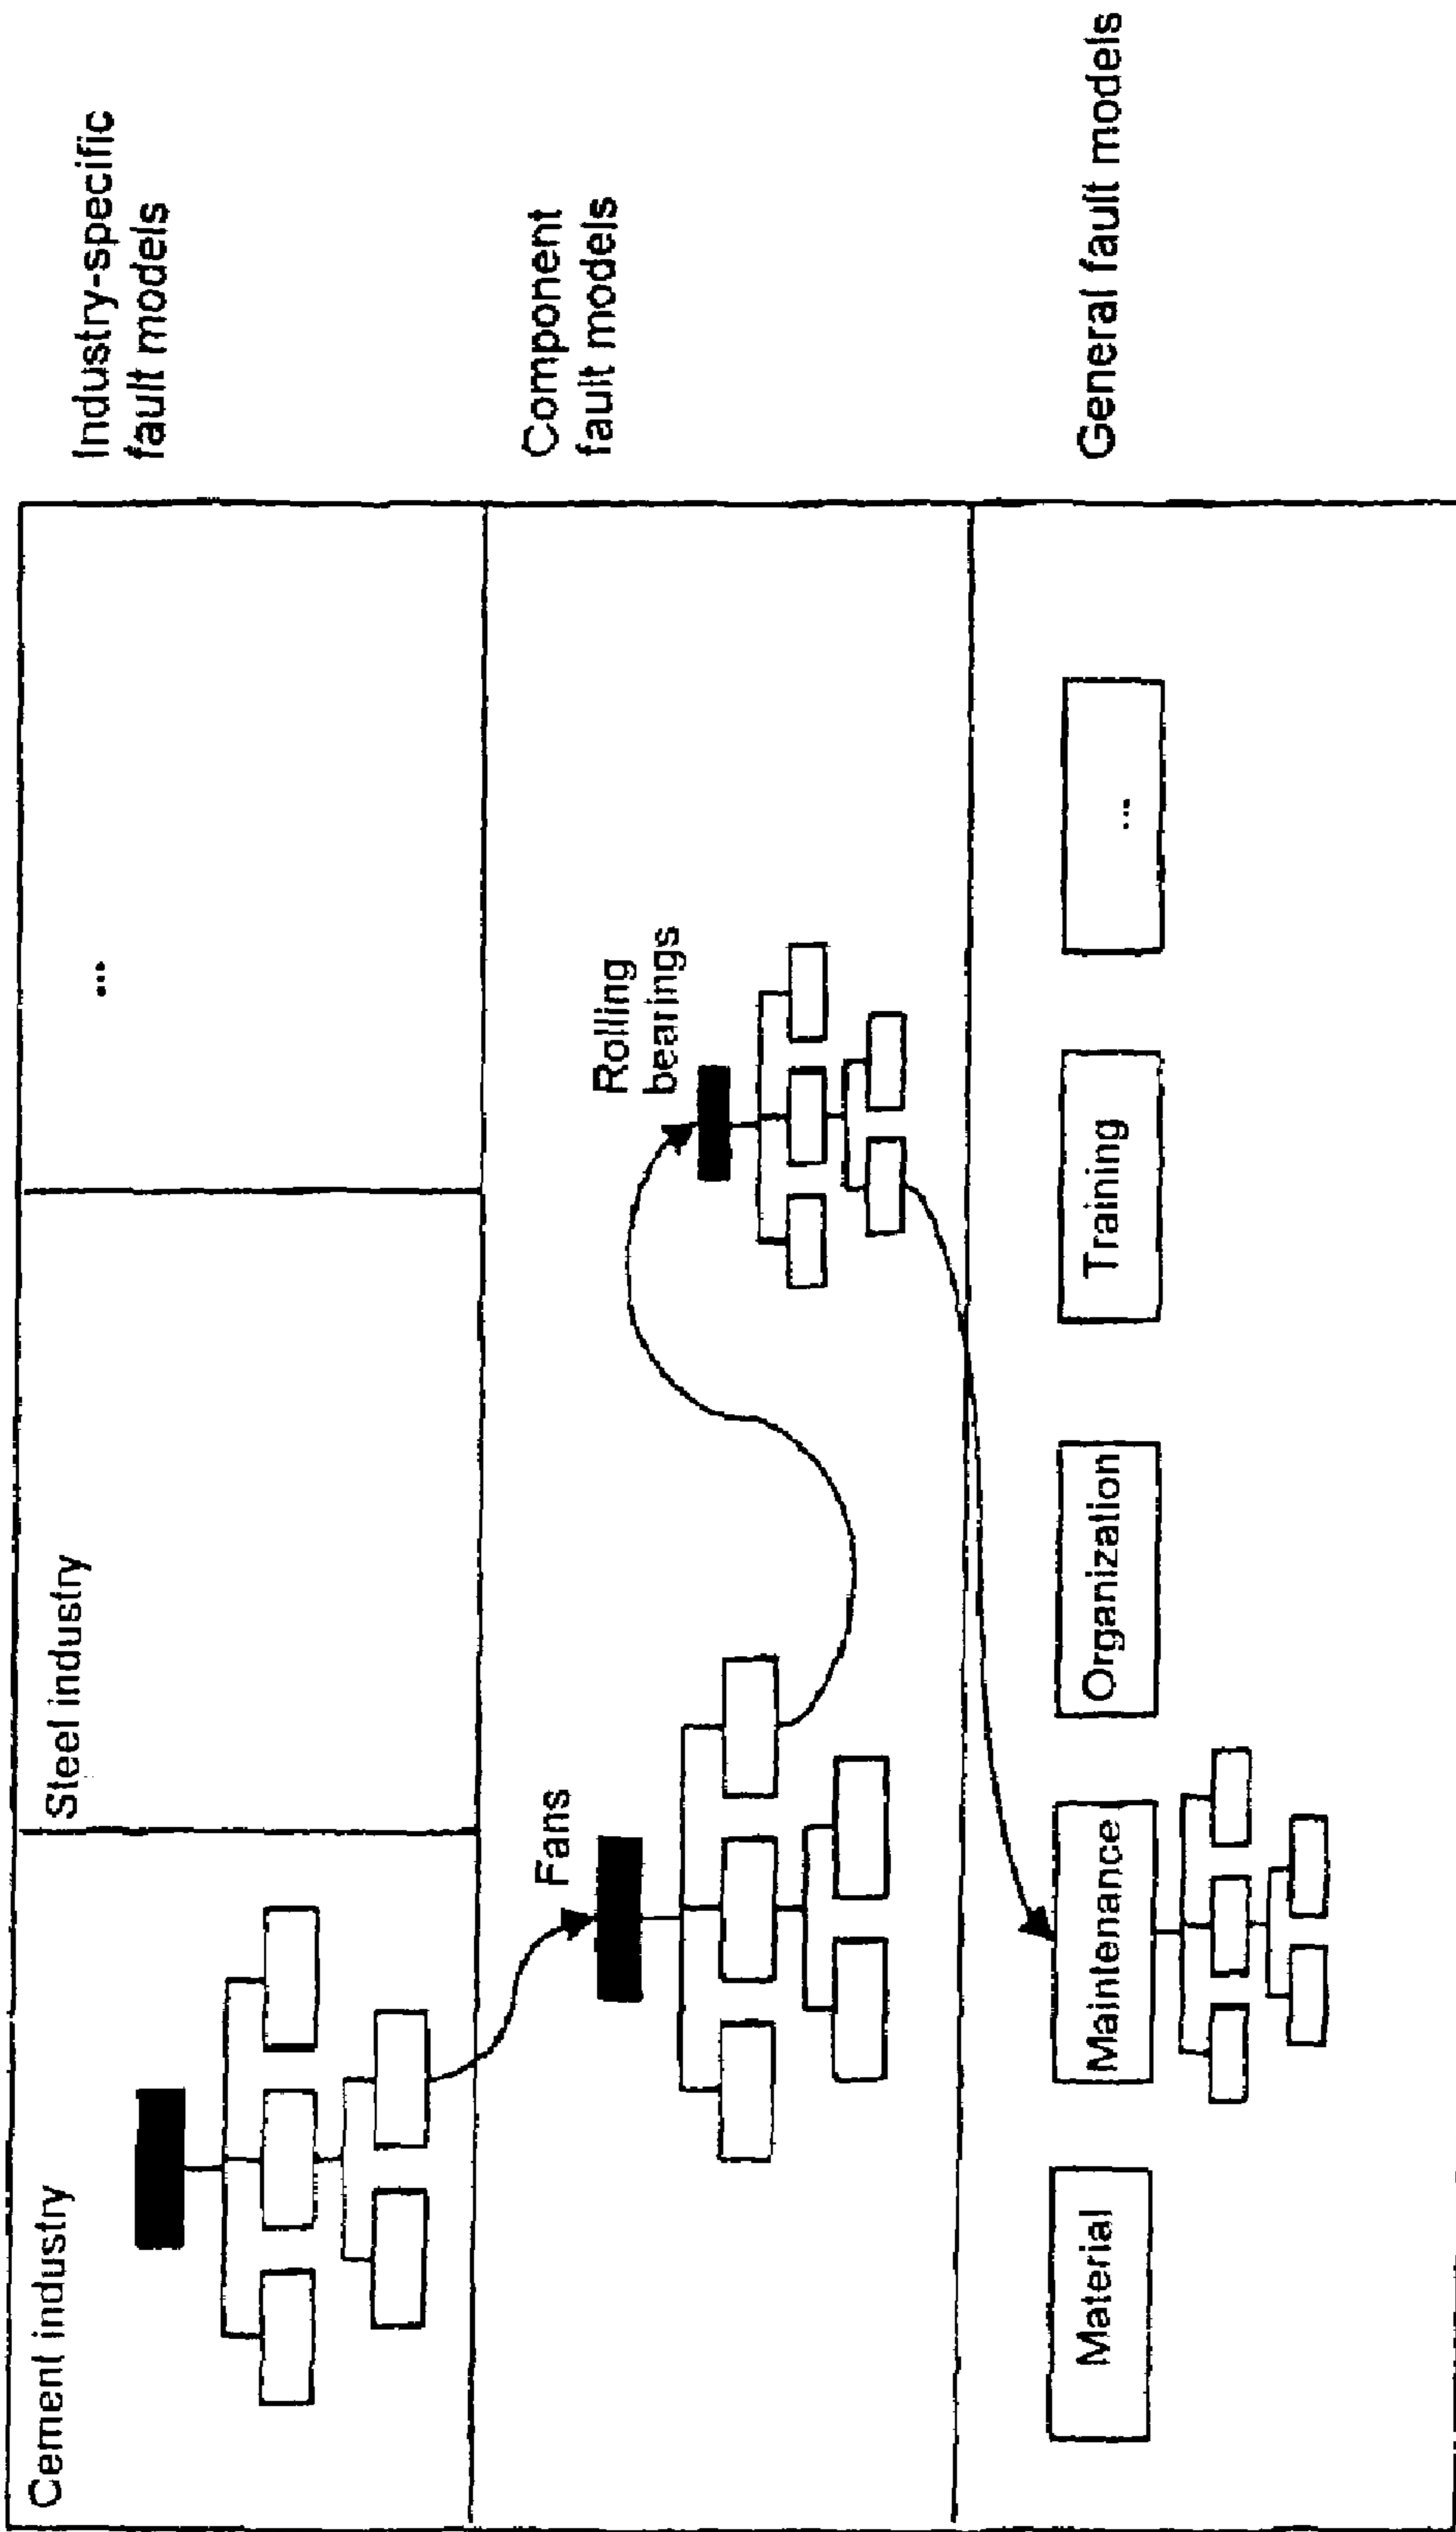 Cement industry
Steel industry
...
Industry-specific
fault models
Fans
Rolling
bearings
Component
fault models
Material
Maintenance
Organization
Training
...
General fault models